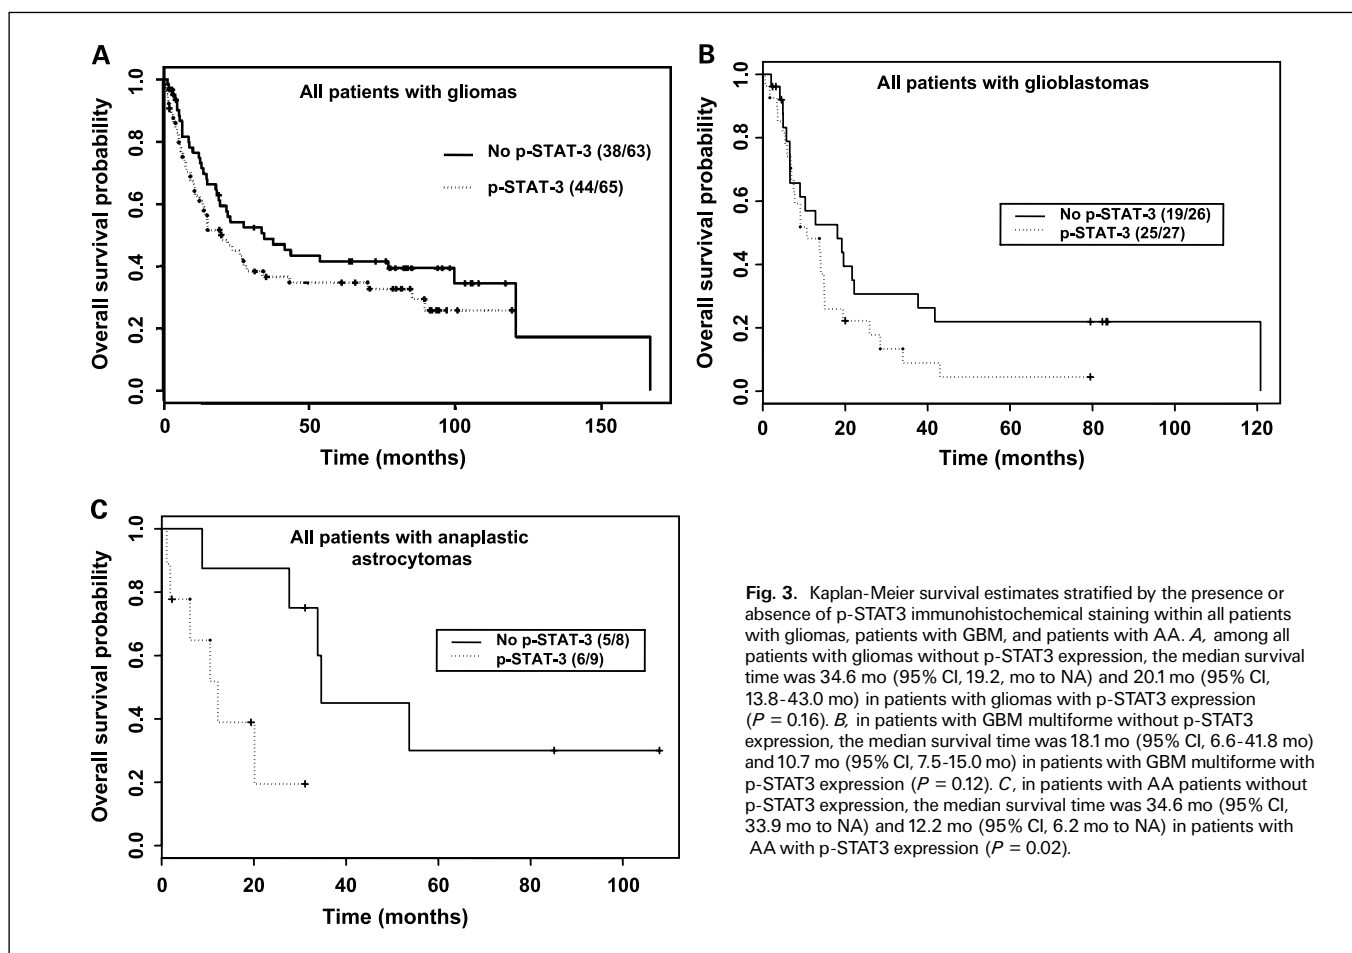 A
All patients with gliomas
No p-STAT-3 (38/63)
p-STAT-3 (44/65)
Overall survival probability
1.0
0.8
0.6
0.4
0.2
0.0
0
50
100
150
Time (months)
B
All patients with glioblastomas
No p-STAT-3 (19/26)
p-STAT-3 (25/27)
Overall survival probability
1.0
0.8
0.6
0.4
0.2
0.0
0
20
40
60
80
100
120
Time (months)
C
All patients with anaplastic
astrocytomas
No p-STAT-3 (5/8)
p-STAT-3 (6/9)
Overall survival probability
1.0
0.8
0.6
0.4
0.2
0.0
0
20
40
60
80
100
Time (months)
Fig. 3. Kaplan-Meier survival estimates stratified by the presence or
absence of p-STAT3 immunohistochemical staining within all patients
with gliomas, patients with GBM, and patients with AA. A, among all
patients with gliomas without p-STAT3 expression, the median survival
time was 34.6 mo (95% CI, 19.2, mo to NA) and 20.1 mo (95% CI,
13.8-43.0 mo) in patients with gliomas with p-STAT3 expression
(P = 0.16). B, in patients with GBM multiforme without p-STAT3
expression, the median survival time was 18.1 mo (95% CI, 6.6-41.8 mo)
and 10.7 mo (95% CI, 7.5-15.0 mo) in patients with GBM multiforme with
p-STAT3 expression (P = 0.12). C, in patients with AA patients without
p-STAT3 expression, the median survival time was 34.6 mo (95% CI,
33.9 mo to NA) and 12.2 mo (95% CI, 6.2 mo to NA) in patients with
AA with p-STAT3 expression (P = 0.02).